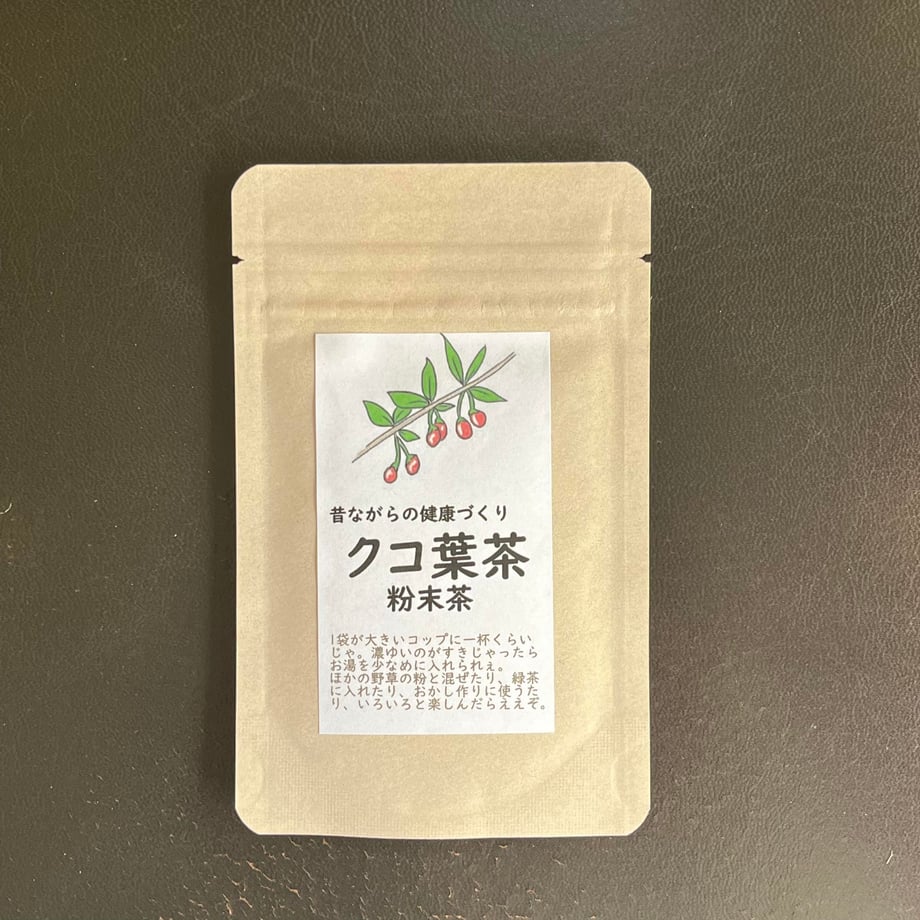 昔ながらの健康づくり
クコ葉茶
粉末茶
1袋が大きいコップに一杯くらい
じゃ。濃ゆいのがすきじゃったら
お湯を少なめに入れられぇ。
ほかの野草の粉と混ぜたり、緑茶
に入れたり、おかし作りに使うた
り、いろいろと楽しんだらええぞ。